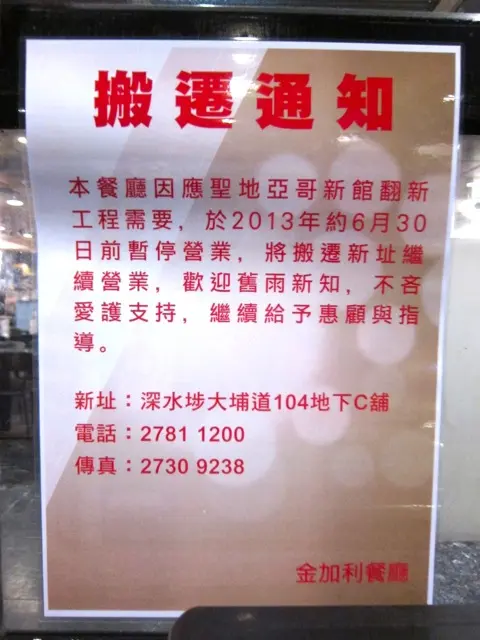 搬遷通知
本餐廳因應聖地亞哥新館翻新
工程需要，於2013年約6月30
日前暫停營業，將搬遷新址繼
續營業，歡迎舊雨新知，不吝
愛護支持，繼續給予惠顧與指
導。
新址：深水埗大埔道104地下C舖
電話：2781 1200
傳真：2730 9238
金加利餐廳